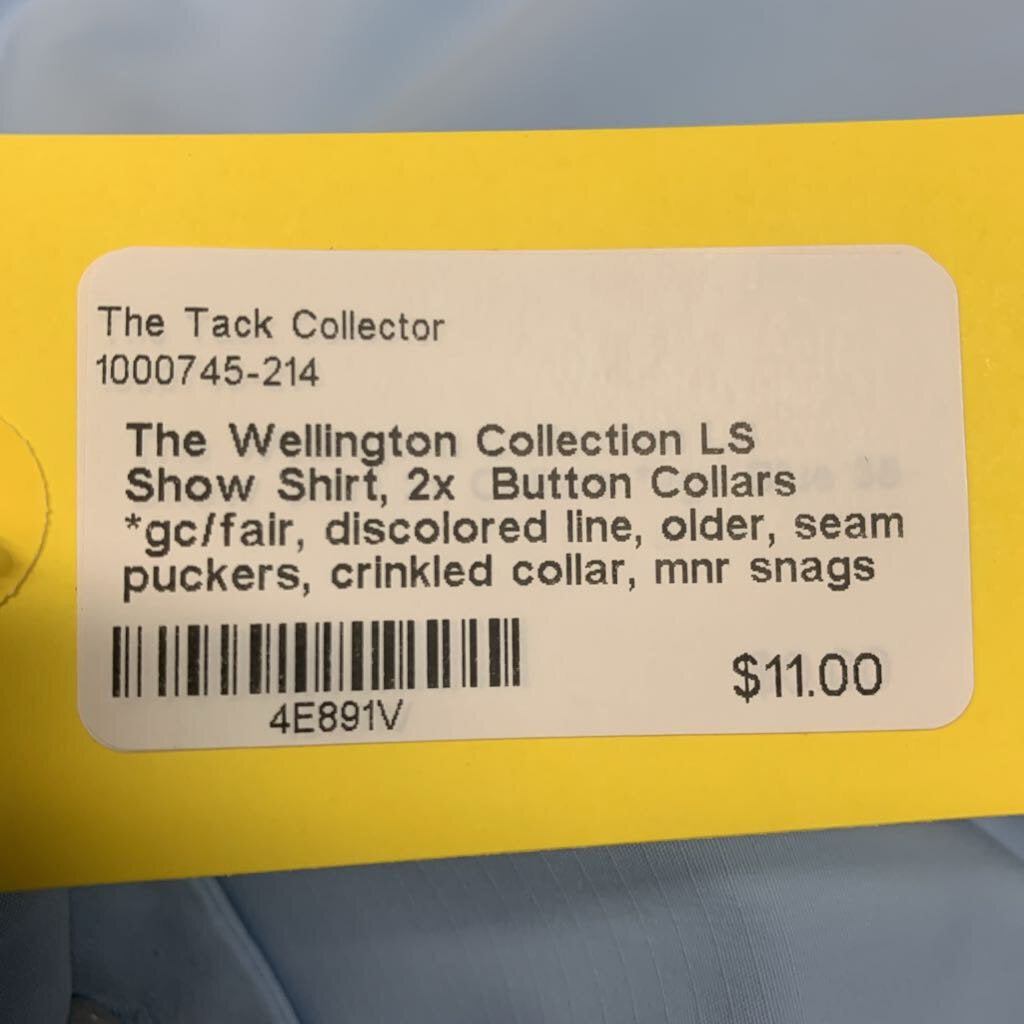 The Tack Collector
1000745-214
The Wellington Collection LS
Show Shirt, 2x Button Collars
*gc/fair, discolored line, older, seam
puckers, crinkled collar, mnr snags
4E891V
$11.00